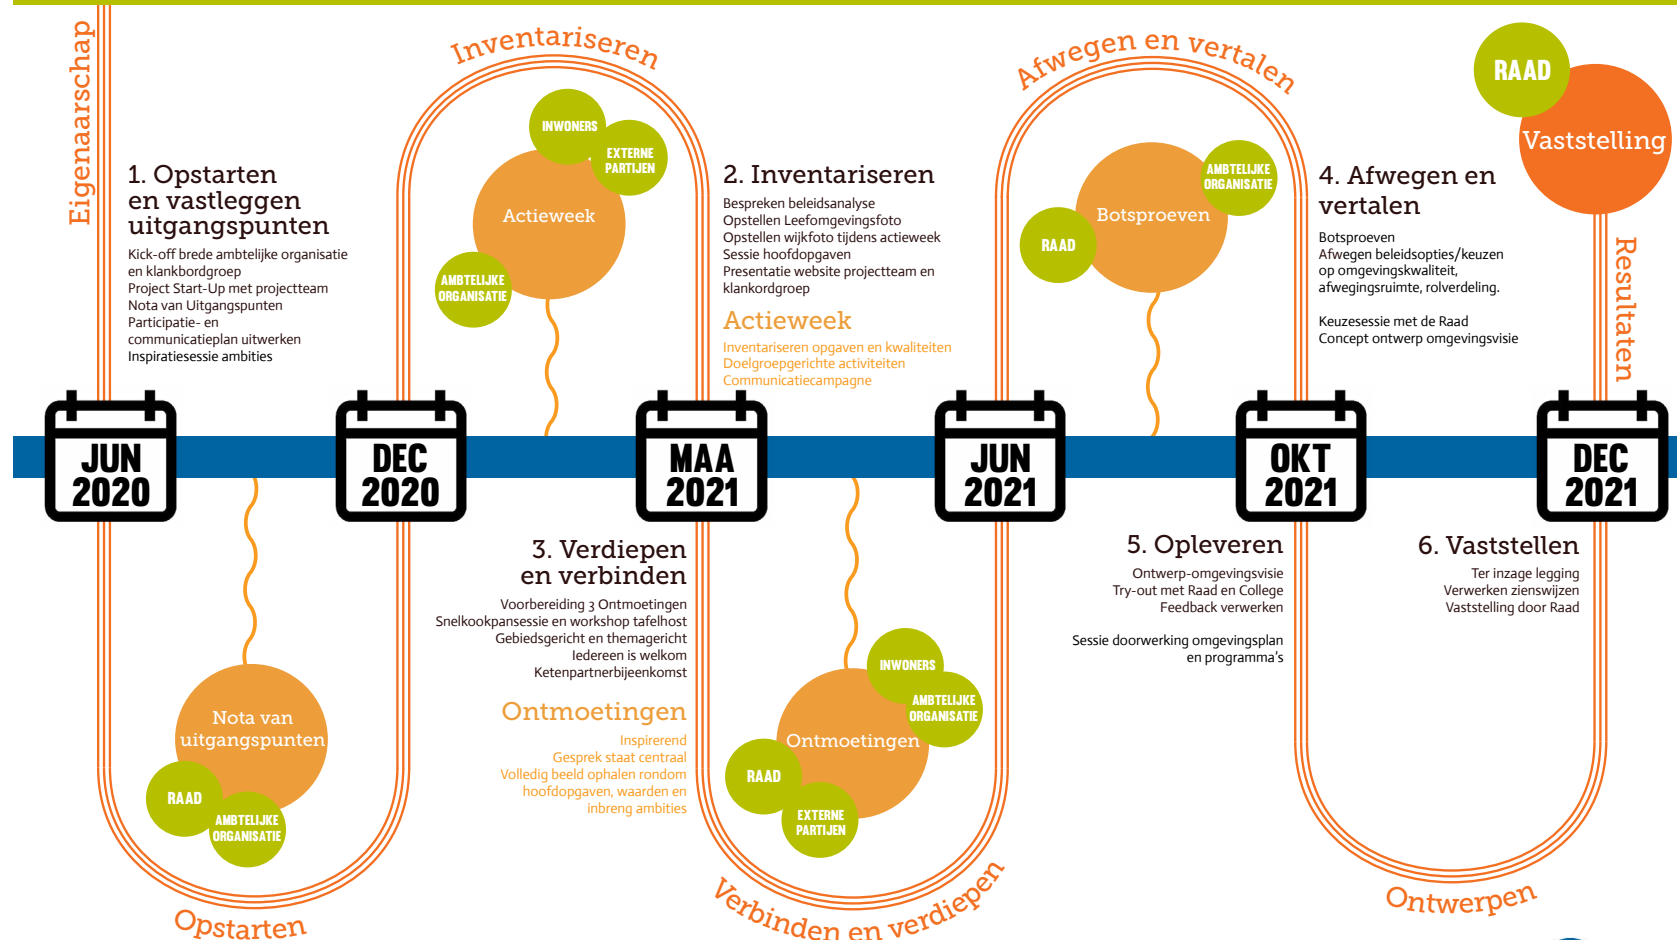 Eigenaarschap
1. Opstarten
en vastleggen
uitgangspunten
Kick-off brede ambtelijke organisatie
en klankbordgroep
Project Start-Up met projectteam
Nota van Uitgangspunten
Participatie- en
communicatieplan uitwerken
Inspiratiesessie ambities
Inventariseren
INWONERS
EXTERNE
PARTIJEN
Actieweek
AMBTELIJKE
ORGANISATIE
2. Inventariseren
Bespreken beleidsanalyse
Opstellen Leefomgevingsfoto
Opstellen wijkfoto tijdens actieweek
Sessie hoofdopgaven
Presentatie website projectteam en
klankordgroep
Actieweek
Inventariseren opgaven en kwaliteiten
Doelgroepgerichte activiteiten
Communicatiecampagne
Afwegen en vertalen
AMBTELIJKE
ORGANISATIE
Botsproeven
RAAD
4. Afwegen en
vertalen
Botsproeven
Afwegen beleidsopties/keuzen
op omgevingskwaliteit,
afwegingsruimte, rolverdeling.
Keuzesessie met de Raad
Concept ontwerp omgevingsvisie
RAAD
Vaststelling
Resultaten
JUN
2020
DEC
2020
MAA
2021
JUN
2021
OKT
2021
DEC
2021
Nota van
uitgangspunten
RAAD
AMBTELIJKE
ORGANISATIE
Opstarten
3. Verdiepen
en verbinden
Voorbereiding 3 Ontmoetingen
Snelkookpansessie en workshop tafelhost
Gebiedsgericht en themagericht
Iedereen is welkom
Ketenpartnerbijeenkomst
Ontmoetingen
Inspirerend
Gesprek staat centraal
Volledig beeld ophalen rondom
hoofdopgaven, waarden en
inbreng ambities
INWONERS
AMBTELIJKE
ORGANISATIE
Ontmoetingen
RAAD
EXTERNE
PARTIJEN
Verbinden en verdiepen
5. Opleveren
Ontwerp-omgevingsvisie
Try-out met Raad en College
Feedback verwerken
Sessie doorwerking omgevingsplan
en programma's
6. Vaststellen
Ter inzage legging
Verwerken zienswijzen
Vaststelling door Raad
Ontwerpen